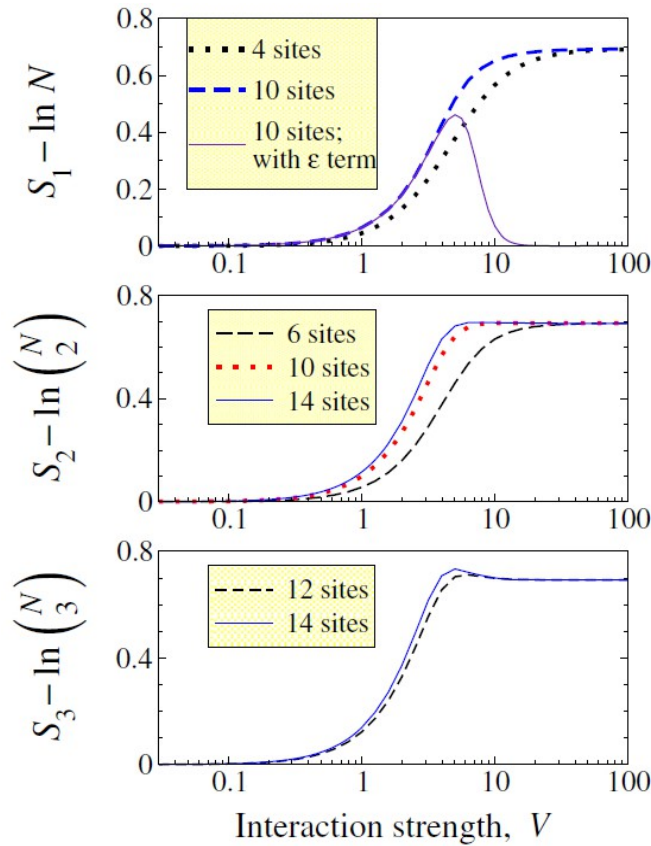 S₁ − ln N
0.8
0.6
0.4
0.2
0
4 sites
10 sites
10 sites;
with ε term
0.1
1
10
100
S₂ − ln (N 2)
0.8
0.4
0
6 sites
10 sites
14 sites
0.1
1
10
100
S₃ − ln (N 3)
0.8
0.4
0
12 sites
14 sites
0.1
1
10
100
Interaction strength, V